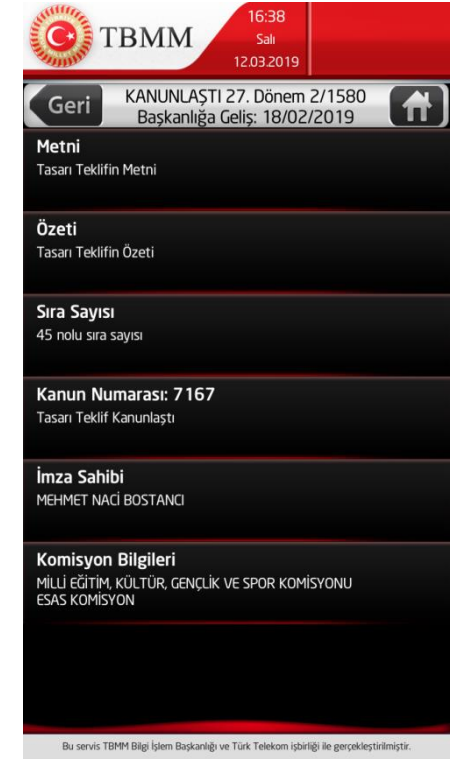 TBMM
16:38
Salı
12.03.2019
Geri
KANUNLAŞTI 27. Dönem 2/1580
Başkanlığa Geliş: 18/02/2019
Metni
Tasarı Teklifin Metni
Özeti
Tasarı Teklifin Özeti
Sıra Sayısı
45 nolu sıra sayısı
Kanun Numarası: 7167
Tasarı Teklif Kanunlaştı
İmza Sahibi
MEHMET NACİ BOSTANCI
Komisyon Bilgileri
MİLLİ EĞİTİM, KÜLTÜR, GENÇLİK VE SPOR KOMİSYONU
ESAS KOMİSYON
Bu servis TBMM Bilgi İşlem Başkanlığı ve Türk Telekom işbirliği ile gerçekleştirilmiştir.